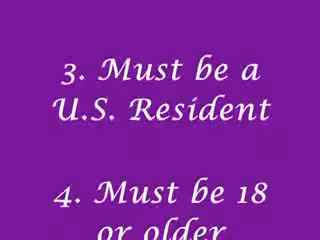 3. Must be a
U.S. Resident
4. Must be 18
or older